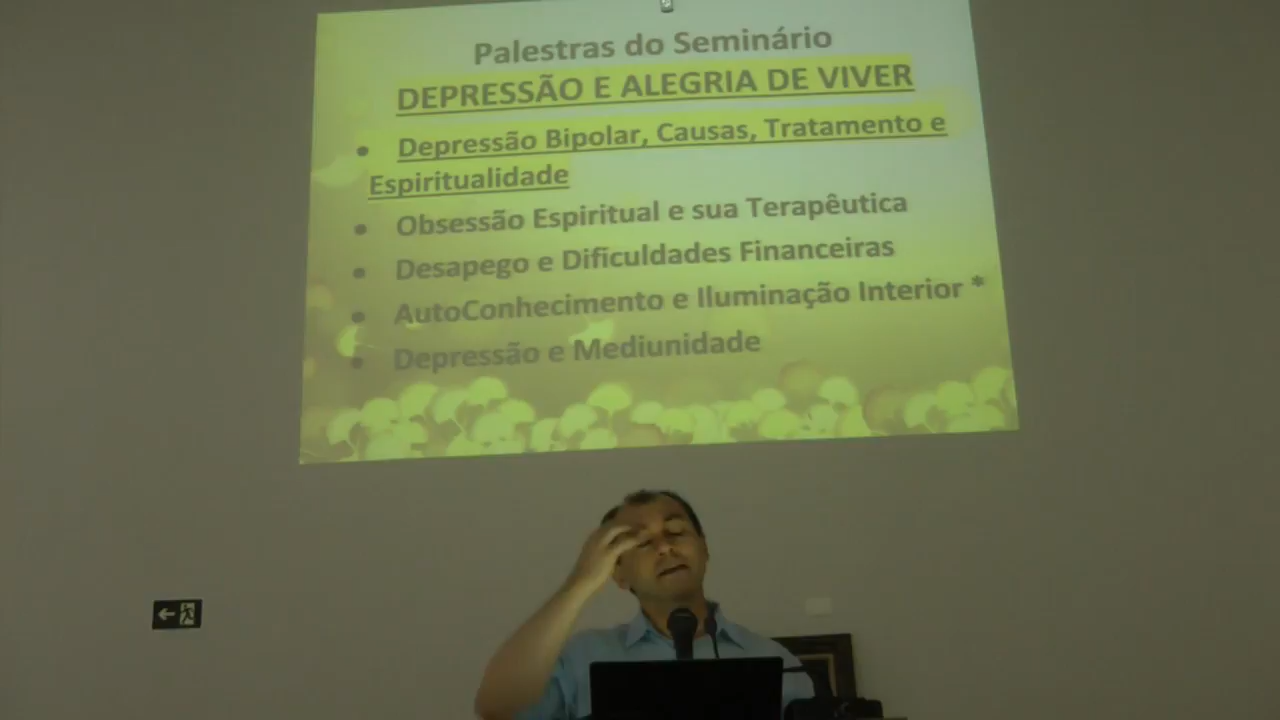 Palestras do Seminário
DEPRESSÃO E ALEGRIA DE VIVER
• Depressão Bipolar, Causas, Tratamento e
Espiritualidade
• Obsessão Espiritual e sua Terapêutica
• Desapego e Dificuldades Financeiras
• AutoConhecimento e Iluminação Interior *
• Depressão e Mediunidade